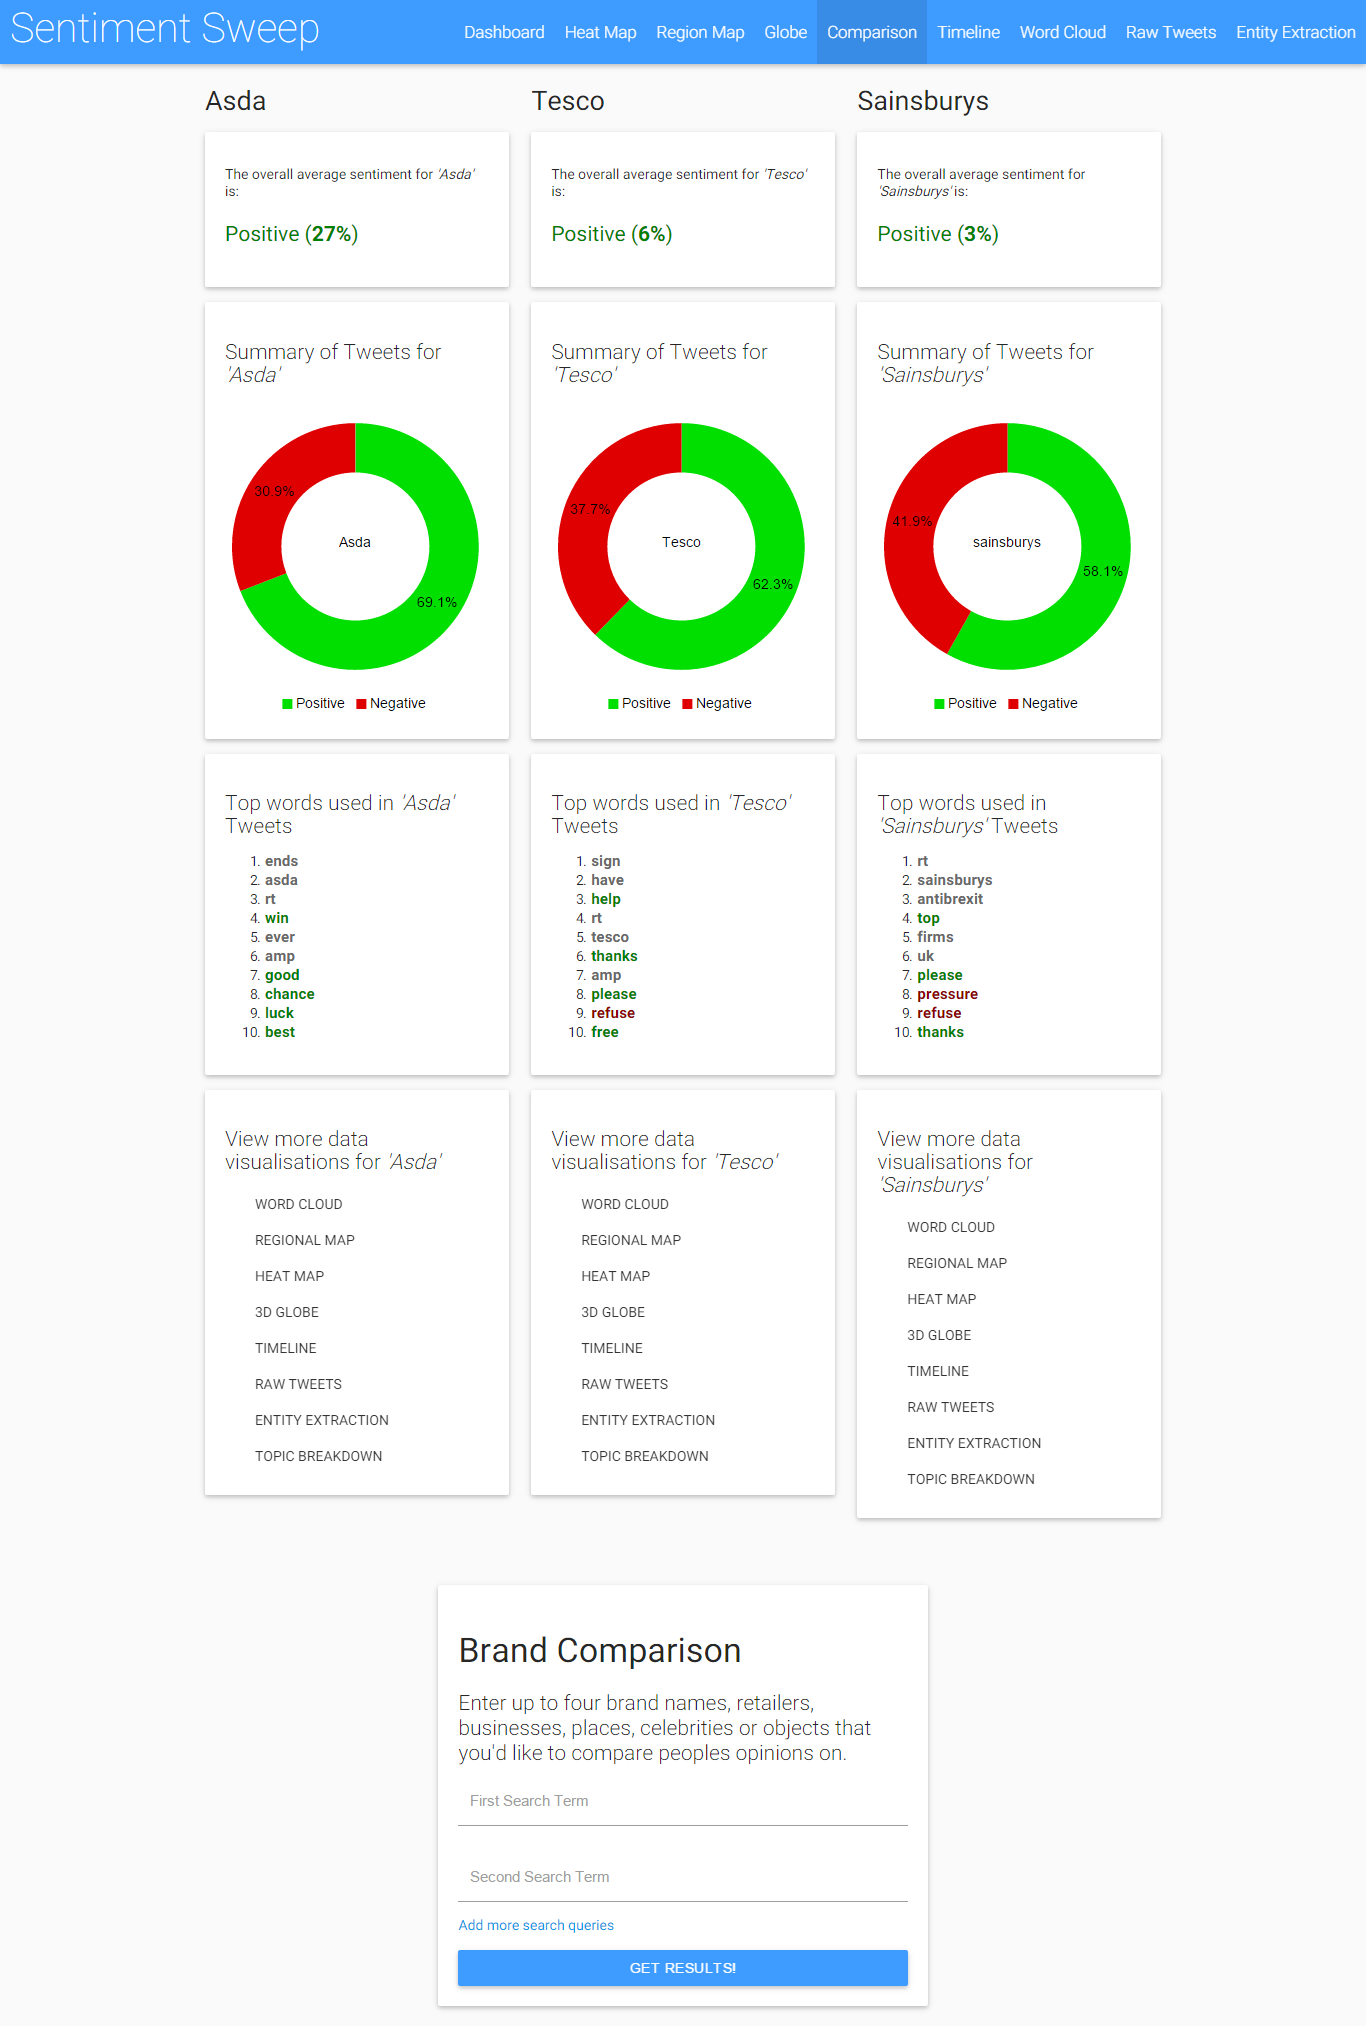 Sentiment Sweep
Dashboard Heat Map Region Map Globe Comparison Timeline Word Cloud Raw Tweets Entity Extraction
Asda
The overall average sentiment for 'Asda'
is:
Positive (27%)
Summary of Tweets for
'Asda'
30.9%
Asda
69.1%
Positive Negative
Top words used in 'Asda'
Tweets
1. ends
2. asda
3. rt
4. win
5. ever
6. amp
7. good
8. chance
9. luck
10. best
View more data
visualisations for 'Asda'
WORD CLOUD
REGIONAL MAP
HEAT MAP
3D GLOBE
TIMELINE
RAW TWEETS
ENTITY EXTRACTION
TOPIC BREAKDOWN
Tesco
The overall average sentiment for 'Tesco'
is:
Positive (6%)
Summary of Tweets for
'Tesco'
37.7%
Tesco
62.3%
Positive Negative
Top words used in 'Tesco'
Tweets
1. sign
2. have
3. help
4. rt
5. tesco
6. thanks
7. amp
8. please
9. refuse
10. free
View more data
visualisations for 'Tesco'
WORD CLOUD
REGIONAL MAP
HEAT MAP
3D GLOBE
TIMELINE
RAW TWEETS
ENTITY EXTRACTION
TOPIC BREAKDOWN
Sainsburys
The overall average sentiment for
'Sainsburys' is:
Positive (3%)
Summary of Tweets for
'Sainsburys'
41.9%
sainsburys
58.1%
Positive Negative
Top words used in
'Sainsburys' Tweets
1. rt
2. sainsburys
3. antibrexit
4. top
5. firms
6. uk
7. please
8. pressure
9. refuse
10. thanks
View more data
visualisations for
'Sainsburys'
WORD CLOUD
REGIONAL MAP
HEAT MAP
3D GLOBE
TIMELINE
RAW TWEETS
ENTITY EXTRACTION
TOPIC BREAKDOWN
Brand Comparison
Enter up to four brand names, retailers,
businesses, places, celebrities or objects that
you'd like to compare peoples opinions on.
First Search Term
Second Search Term
Add more search queries
GET RESULTS!